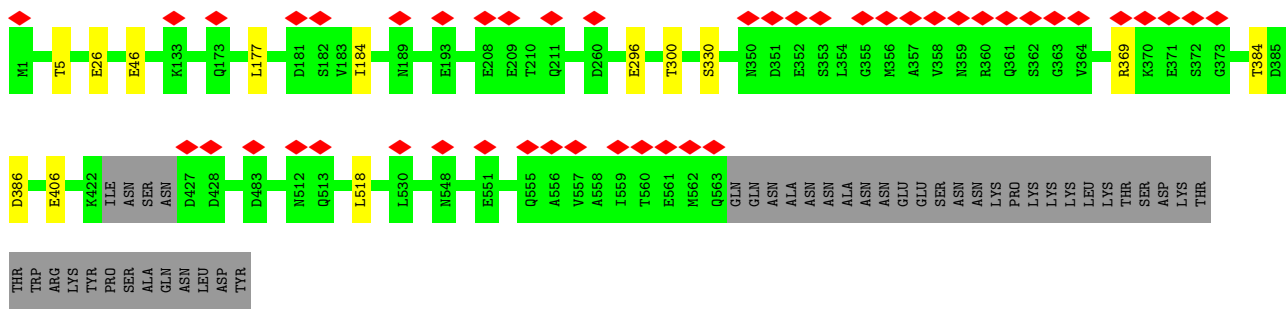 M1 T5 E26 E46 K133 Q173 L177 D181 S182 V183 I184 N189 E193 E208 E209 T210 Q211 D260 E296 T300 S330 N350 D351 E352 S353 L354 G355 M356 A357 V358 N359 R360 Q361 S362 G363 V364 R369 K370 E371 S372 G373 T384 D385
D386 E406 K422 ILE ASN SER ASN D427 D428 D483 N512 Q513 L518 L530 N548 E551 Q555 A556 V557 A558 I559 T560 E561 M562 Q563 GLN GLN ASN ALA ASN ASN ALA ASN ASN GLU GLU SER ASN ASN LYS PRO LYS LYS LYS LEU LYS THR SER ASP LYS THR
THR TRP ARG LYS TYR PRO SER ALA GLN ASN LEU ASP TYR